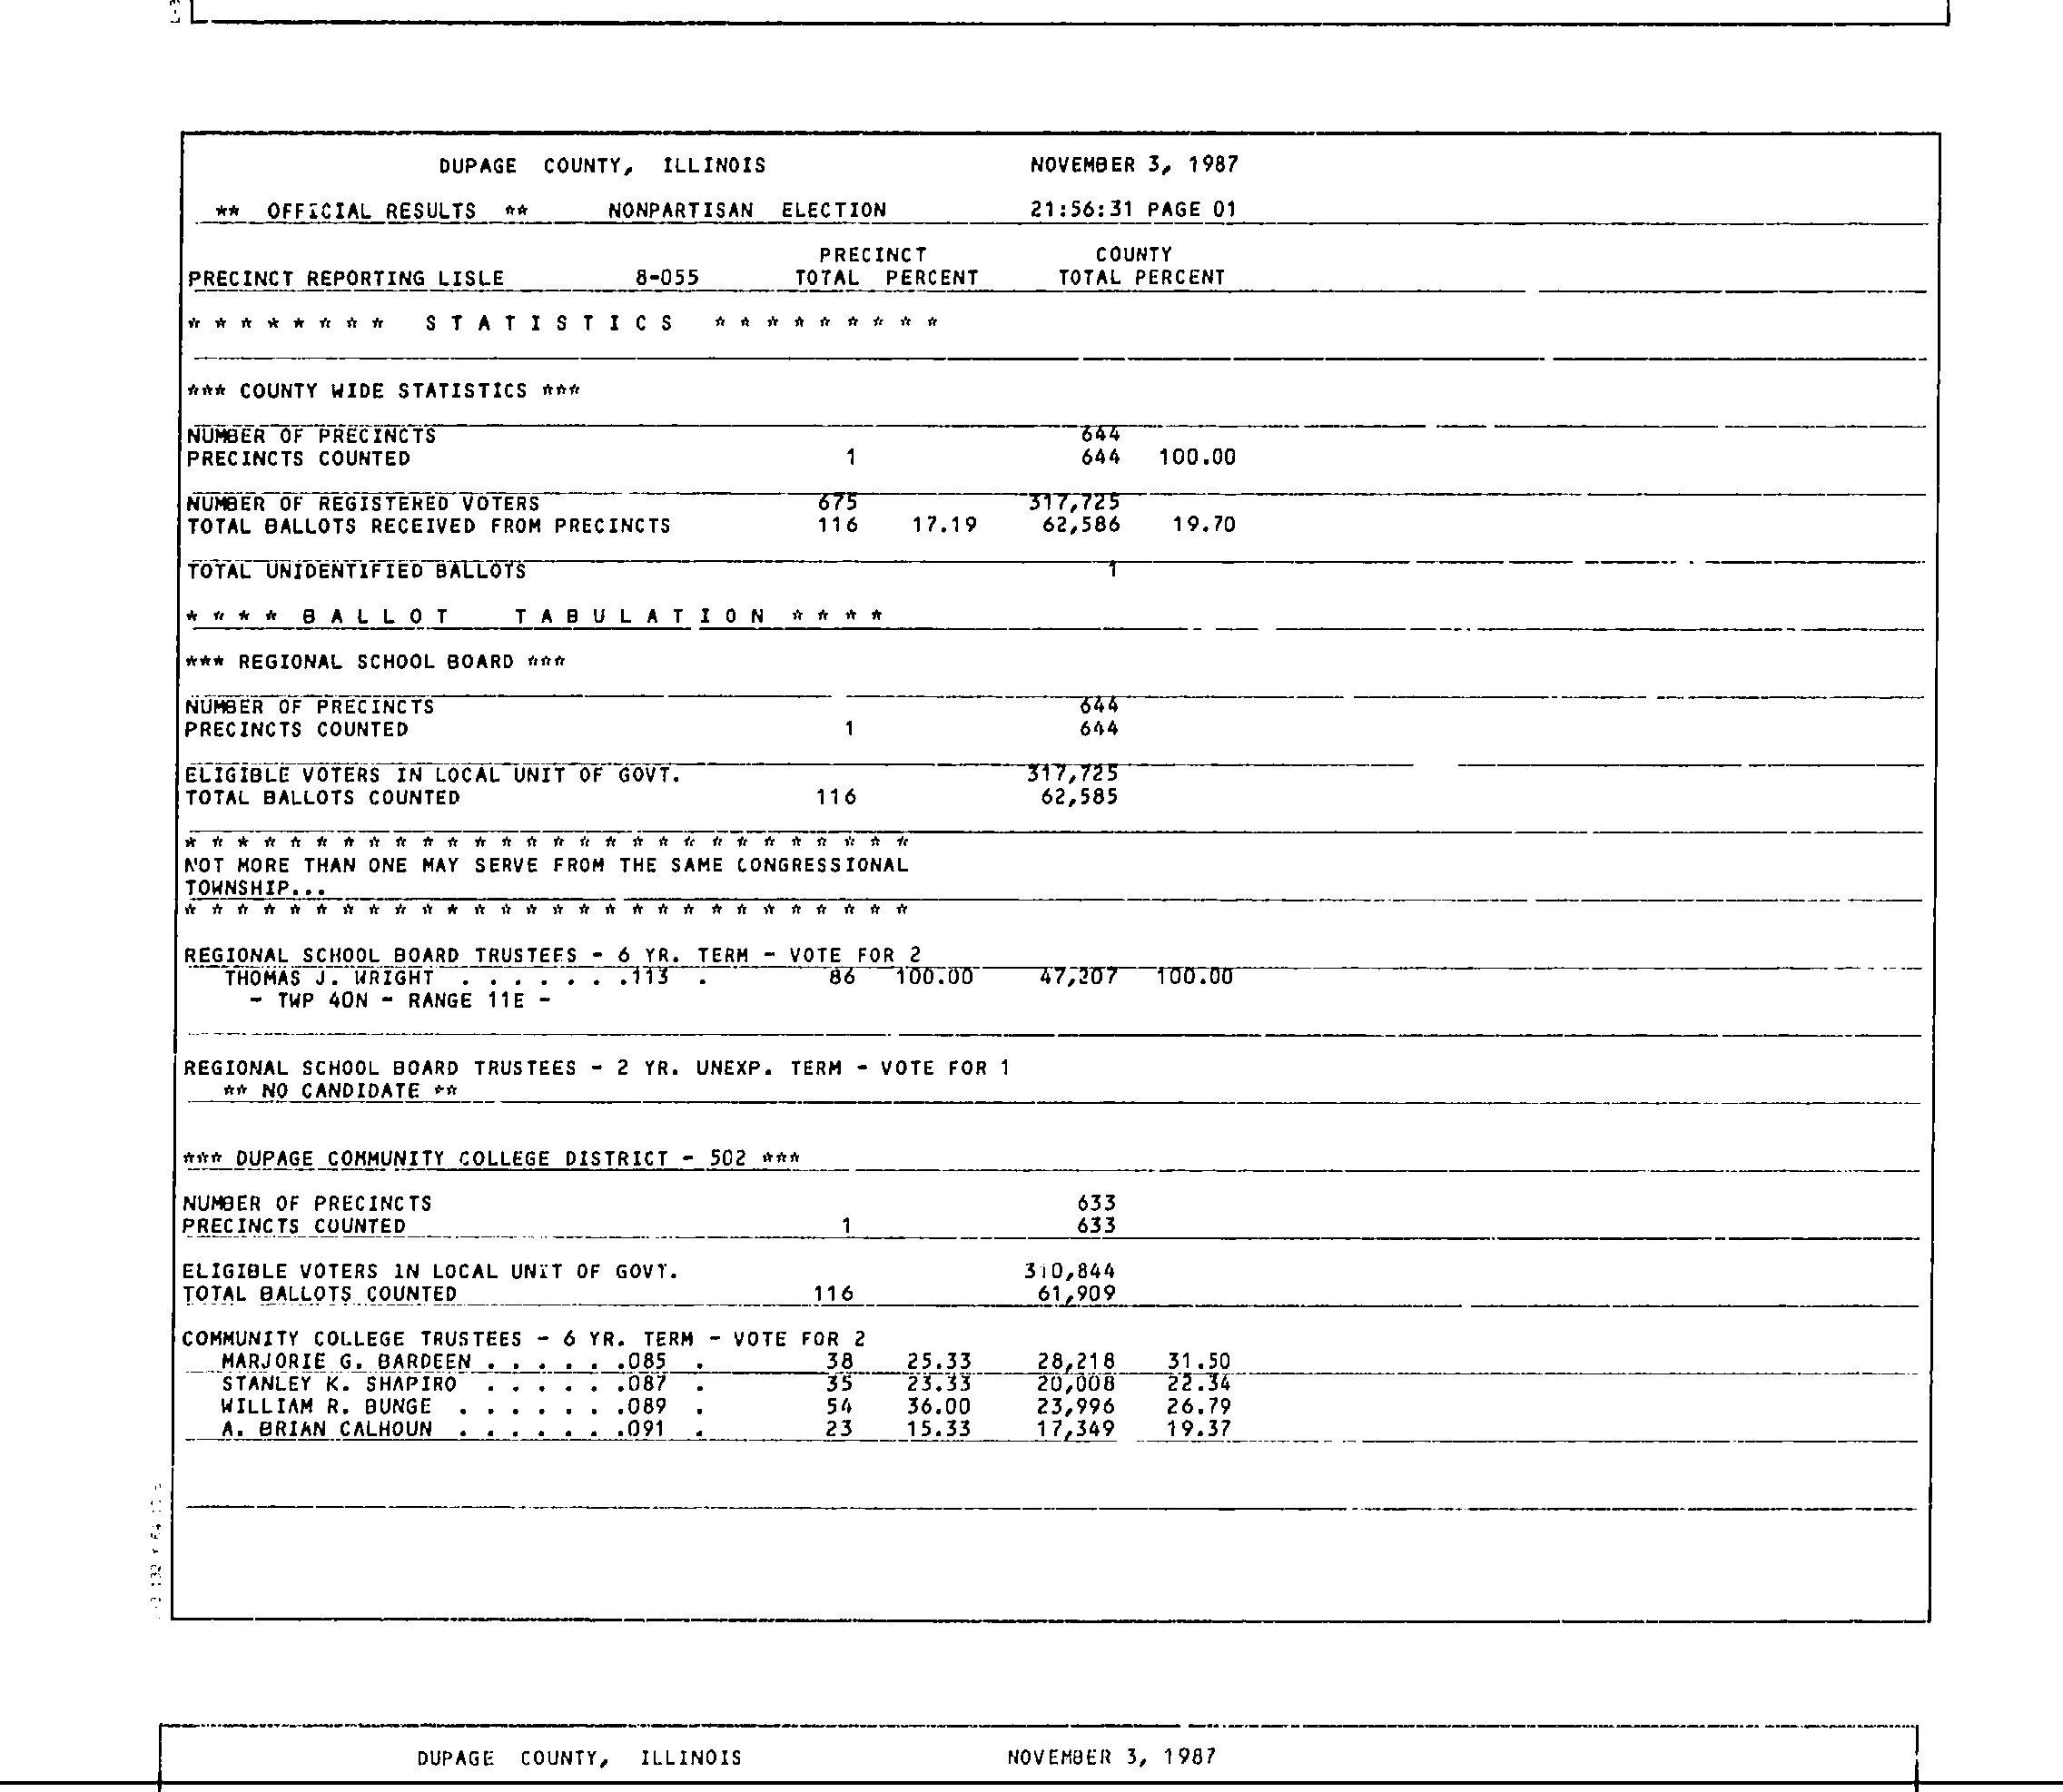 DUPAGE COUNTY, ILLINOIS NOVEMBER 3, 1987
** OFFICIAL RESULTS ** NONPARTISAN ELECTION 21:56:31 PAGE 01
PRECINCT COUNTY
PRECINCT REPORTING LISLE 8-055 TOTAL PERCENT TOTAL PERCENT
* * * * * * * * S T A T I S T I C S * * * * * * * * *
*** COUNTY WIDE STATISTICS ***
NUMBER OF PRECINCTS 644
PRECINCTS COUNTED 1 644 100.00
NUMBER OF REGISTERED VOTERS 675 317,725
TOTAL BALLOTS RECEIVED FROM PRECINCTS 116 17.19 62,586 19.70
TOTAL UNIDENTIFIED BALLOTS 1
* * * * B A L L O T T A B U L A T I O N * * * *
*** REGIONAL SCHOOL BOARD ***
NUMBER OF PRECINCTS 644
PRECINCTS COUNTED 1 644
ELIGIBLE VOTERS IN LOCAL UNIT OF GOVT. 317,725
TOTAL BALLOTS COUNTED 116 62,585
* * * * * * * * * * * * * * * * * * * * * * * * * * * *
NOT MORE THAN ONE MAY SERVE FROM THE SAME CONGRESSIONAL
TOWNSHIP...
* * * * * * * * * * * * * * * * * * * * * * * * * * * *
REGIONAL SCHOOL BOARD TRUSTEES - 6 YR. TERM - VOTE FOR 2
THOMAS J. WRIGHT . . . . . . .113 . 86 100.00 47,207 100.00
- TWP 40N - RANGE 11E -
REGIONAL SCHOOL BOARD TRUSTEES - 2 YR. UNEXP. TERM - VOTE FOR 1
** NO CANDIDATE **
*** DUPAGE COMMUNITY COLLEGE DISTRICT - 502 ***
NUMBER OF PRECINCTS 633
PRECINCTS COUNTED 1 633
ELIGIBLE VOTERS IN LOCAL UNIT OF GOVT. 310,844
TOTAL BALLOTS COUNTED 116 61,909
COMMUNITY COLLEGE TRUSTEES - 6 YR. TERM - VOTE FOR 2
MARJORIE G. BARDEEN . . . . . .085 . 38 25.33 28,218 31.50
STANLEY K. SHAPIRO . . . . . .087 . 35 23.33 20,008 22.34
WILLIAM R. BUNGE . . . . . . .089 . 54 36.00 23,996 26.79
A. BRIAN CALHOUN . . . . . . .091 . 23 15.33 17,349 19.37
DUPAGE COUNTY, ILLINOIS NOVEMBER 3, 1987